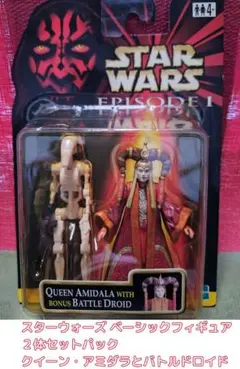 4+
STAR
WARS
EPISODE I
QUEEN AMIDALA WITH
BONUS BATTLE DROID
スターウォーズ ベーシックフィギュア
２体セットパック
クイーン・アミダラとバトルドロイド